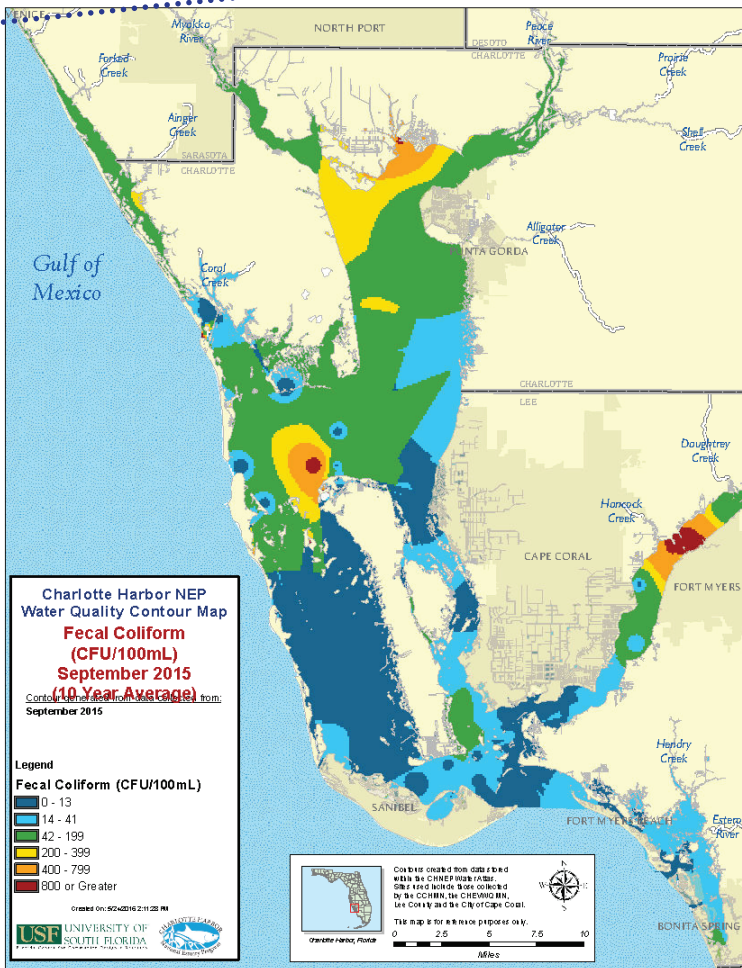 VENICE
Myakka
River
NORTH PORT
Peace
River
DESOTO
CHARLOTTE
Forked
Creek
Prairie
Creek
Ainger
Creek
Shell
Creek
SARASOTA
CHARLOTTE
Alligator
Creek
PUNTA GORDA
Gulf of
Mexico
Coral
Creek
CHARLOTTE
LEE
Daughtrey
Creek
Hancock
Creek
CAPE CORAL
FORT MYERS
Charlotte Harbor NEP
Water Quality Contour Map
Fecal Coliform
(CFU/100mL)
September 2015
(10 Year Average)
Contour generated from data collected from:
September 2015
Legend
Fecal Coliform (CFU/100mL)
0 - 13
14 - 41
42 - 199
200 - 399
400 - 799
800 or Greater
Created On: 5/24/2016 2:11:28 PM
USF UNIVERSITY OF
SOUTH FLORIDA
CHARLOTTE HARBOR
National Estuary Program
Hendry
Creek
SANIBEL
FORT MYERS BEACH
Estero
River
BONITA SPRING
Charlotte Harbor, Florida
Contours created from data stored
within the CHNEP Water Atlas.
Sites used include those collected
by the CCHMN, the CHEVWQMN,
Lee County and the City of Cape Coral.
This map is for reference purposes only.
N
W E
S
0 2.5 5 7.5 10
Miles